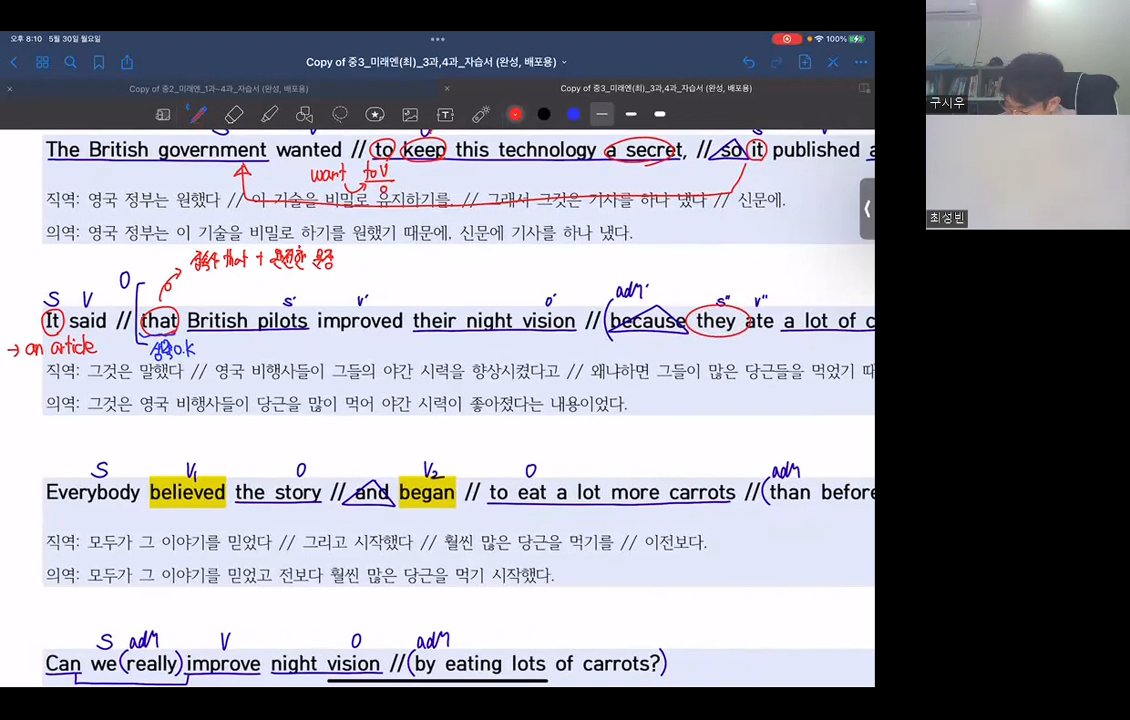 오후 8:10 5월 30일 월요일
100%
Copy of 중3_미래엔(최)_3과,4과_자습서 (완성, 배포용)
Copy of 중2_미래엔_1과~4과_자습서 (완성, 배포용)
Copy of 중3_미래엔(최)_3과,4과_자습서 (완성, 배포용)
구시우
최성빈
The British government wanted // to keep this technology a secret, // so it published
want to V
O
직역: 영국 정부는 원했다 // 이 기술을 비밀로 유지하기를, // 그래서 그것은 기사를 하나 냈다 // 신문에.
의역: 영국 정부는 이 기술을 비밀로 하기를 원했기 때문에, 신문에 기사를 하나 냈다.
접속사 that + 완전한 문장
S V O s' v' o' adv' s" v"
It said // that British pilots improved their night vision // because they ate a lot of
→ an article
생략O.K
직역: 그것은 말했다 // 영국 비행사들이 그들의 야간 시력을 향상시켰다고 // 왜냐하면 그들이 많은 당근들을 먹었기
의역: 그것은 영국 비행사들이 당근을 많이 먹어 야간 시력이 좋아졌다는 내용이었다.
S V1 O V2 O adv
Everybody believed the story // and began // to eat a lot more carrots // (than before
직역: 모두가 그 이야기를 믿었다 // 그리고 시작했다 // 훨씬 많은 당근을 먹기를 // 이전보다.
의역: 모두가 그 이야기를 믿었고 전보다 훨씬 많은 당근을 먹기 시작했다.
S adv V O adv
Can we (really) improve night vision // (by eating lots of carrots?)